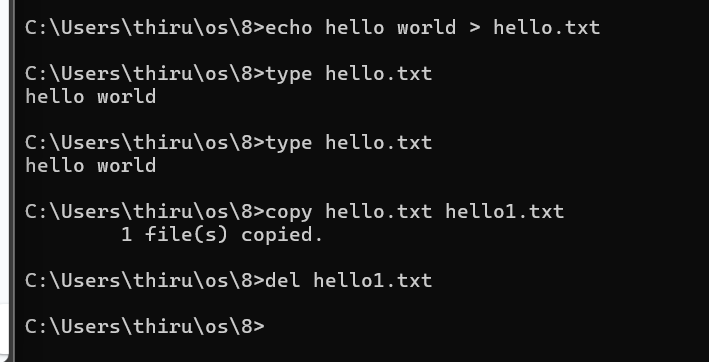 C:\Users\thiru\os\8>echo hello world > hello.txt
C:\Users\thiru\os\8>type hello.txt
hello world
C:\Users\thiru\os\8>type hello.txt
hello world
C:\Users\thiru\os\8>copy hello.txt hello1.txt
        1 file(s) copied.
C:\Users\thiru\os\8>del hello1.txt
C:\Users\thiru\os\8>